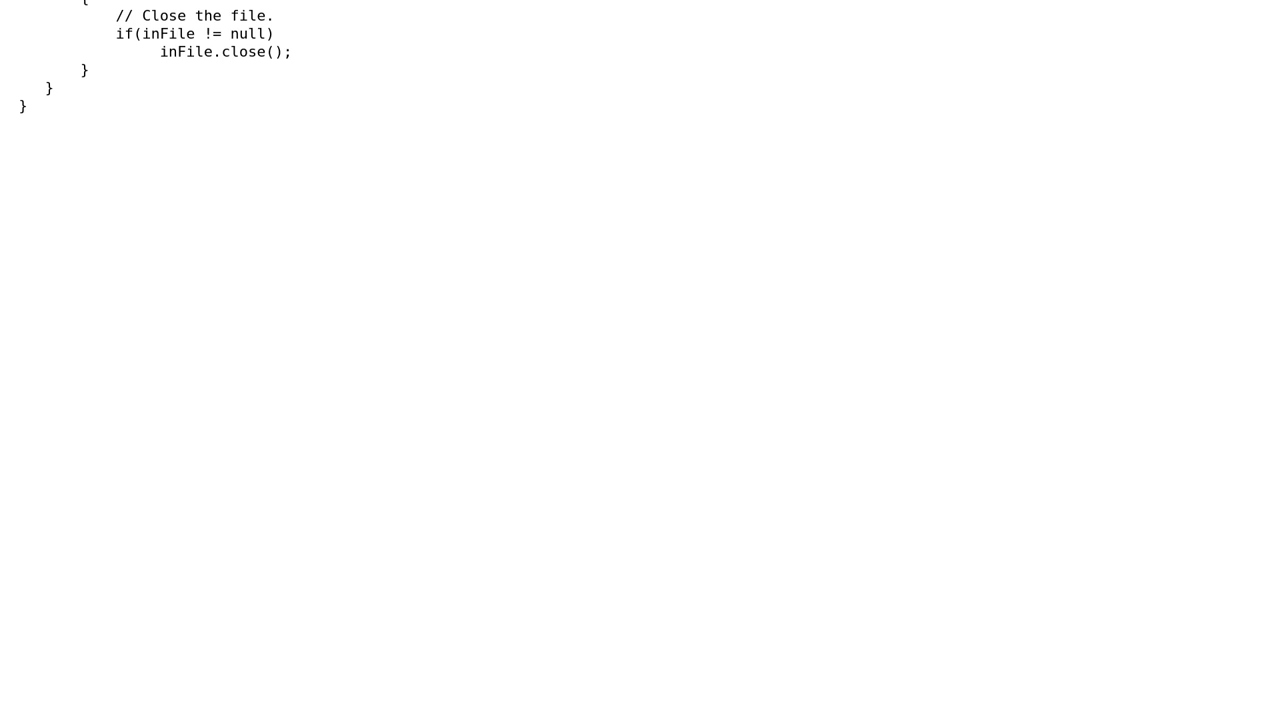 {
// Close the file.
if(inFile != null)
inFile.close();
}
}
}